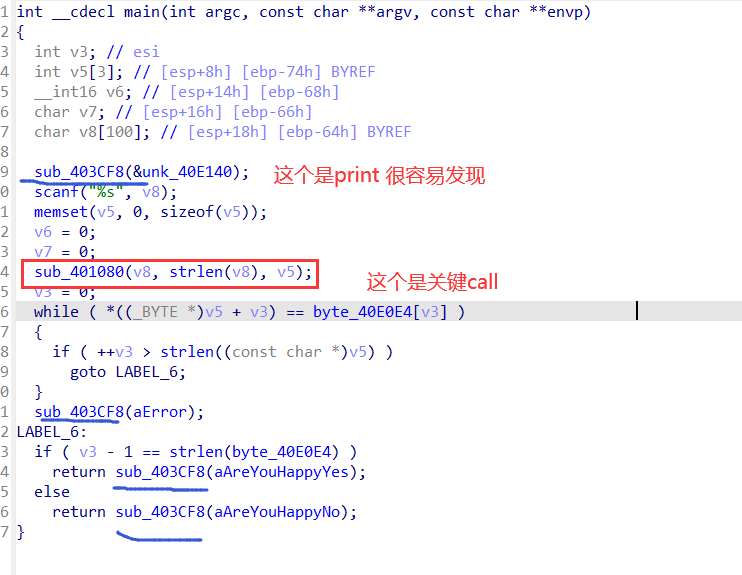 1 int __cdecl main(int argc, const char **argv, const char **envp)
2 {
3 int v3; // esi
4 int v5[3]; // [esp+8h] [ebp-74h] BYREF
5 __int16 v6; // [esp+14h] [ebp-68h]
6 char v7; // [esp+16h] [ebp-66h]
7 char v8[100]; // [esp+18h] [ebp-64h] BYREF
8
9 sub_403CF8(&unk_40E140); 这个是print 很容易发现
0 scanf("%s", v8);
1 memset(v5, 0, sizeof(v5));
2 v6 = 0;
3 v7 = 0;
4 sub_401080(v8, strlen(v8), v5); 这个是关键call
5 v3 = 0;
6 while ( *((_BYTE *)v5 + v3) == byte_40E0E4[v3] )
7 {
8 if ( ++v3 > strlen((const char *)v5) )
9 goto LABEL_6;
0 }
1 sub_403CF8(aError);
2 LABEL_6:
3 if ( v3 - 1 == strlen(byte_40E0E4) )
4 return sub_403CF8(aAreYouHappyYes);
5 else
6 return sub_403CF8(aAreYouHappyNo);
7 }